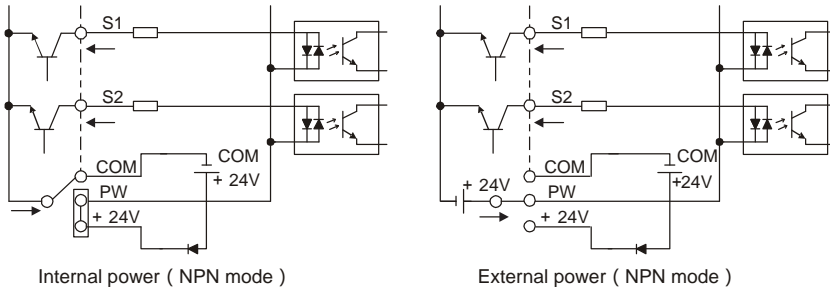 S1
S2
COM
COM
+ 24V
PW
+ 24V
Internal power ( NPN mode )
S1
S2
COM
COM
+24V
+ 24V
PW
+ 24V
External power ( NPN mode )